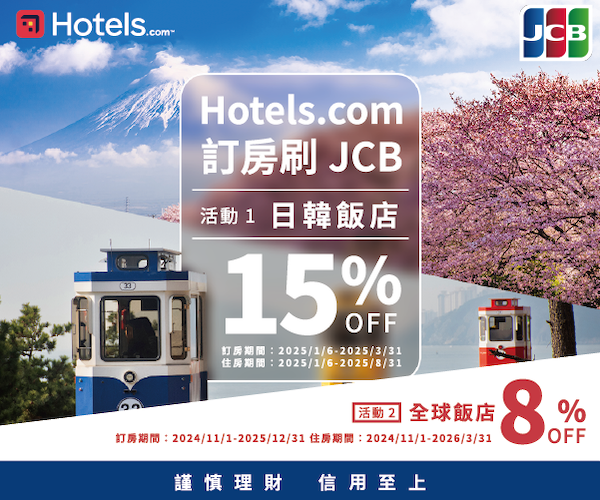 Hotels.com™
JCB
Hotels.com
訂房刷 JCB
活動 1 日韓飯店
15% OFF
訂房期間：2025/1/6-2025/3/31
住房期間：2025/1/6-2025/8/31
33
33
活動 2 全球飯店 8% OFF
訂房期間：2024/11/1-2025/12/31 住房期間：2024/11/1-2026/3/31
謹慎理財 信用至上